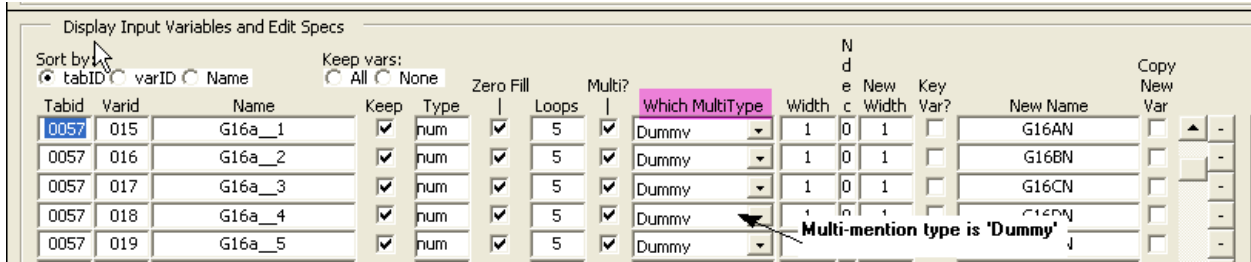 Display Input Variables and Edit Specs
Sort by:
tabID varID Name
Keep vars:
All None
Zero Fill
Multi?
Ndec
New Width
Key Var?
Copy New Var
Tabid Varid Name Keep Type | Loops | Which MultiType Width New Name
0057 015 G16a__1 num 5 Dummy 1 0 1 G16AN -
0057 016 G16a__2 num 5 Dummy 1 0 1 G16BN -
0057 017 G16a__3 num 5 Dummy 1 0 1 G16CN -
0057 018 G16a__4 num 5 Dummy 1 0 1 -
0057 019 G16a__5 num 5 Dummy -
Multi-mention type is 'Dummy'